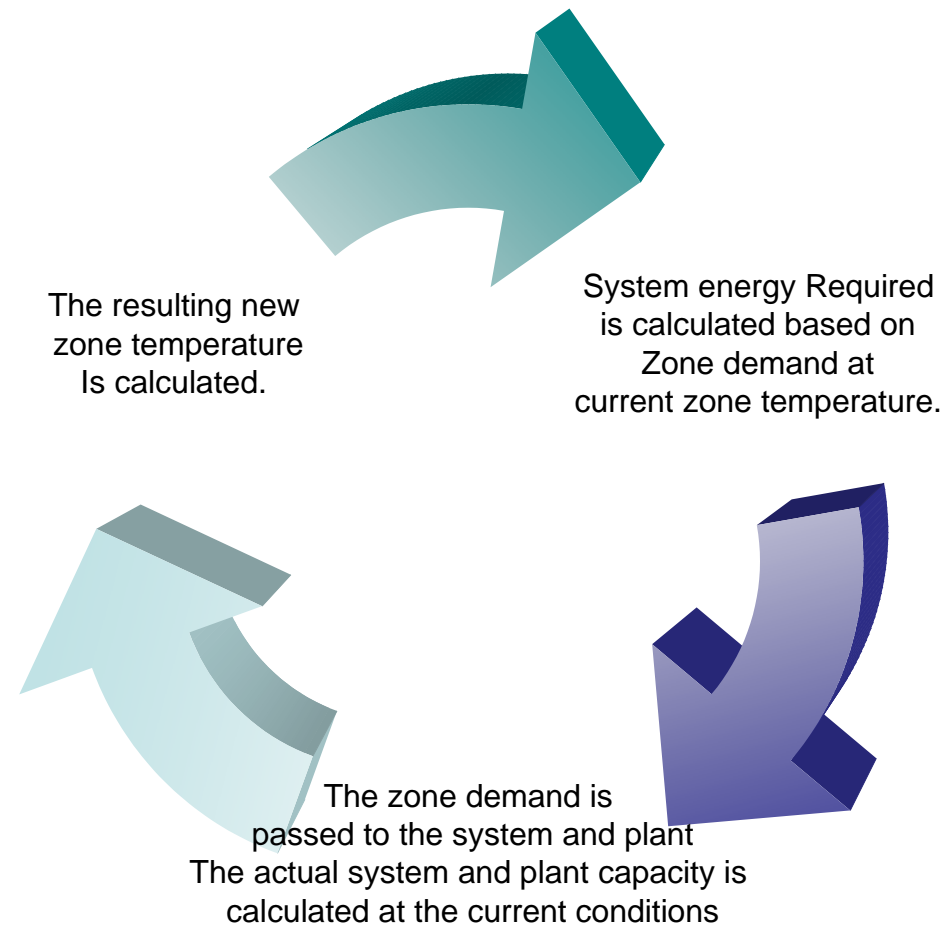 The resulting new
zone temperature
Is calculated.
System energy Required
is calculated based on
Zone demand at
current zone temperature.
The zone demand is
passed to the system and plant
The actual system and plant capacity is
calculated at the current conditions